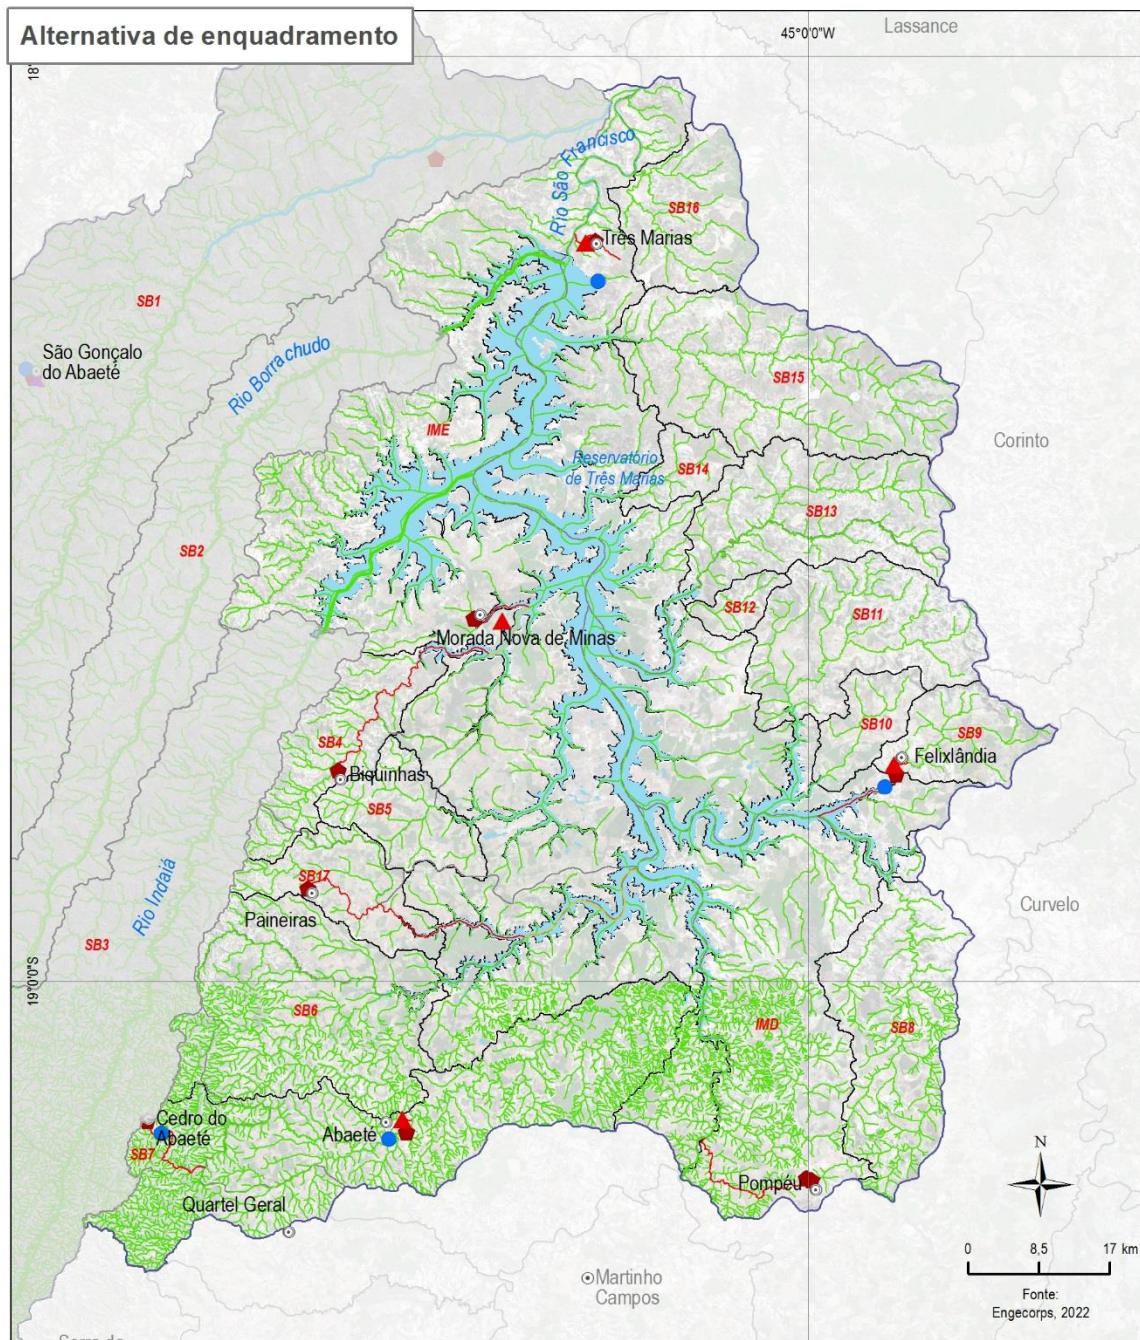 Alternativa de enquadramento
45°0'0"W
Lassance
18°
Rio São Francisco
SB16
Três Marias
SB1
São Gonçalo
do Abaeté
Rio Borrachudo
SB15
IME
Corinto
Reservatório
de Três Marias
SB14
SB13
SB2
SB12
SB11
Morada Nova de Minas
SB10
SB9
SB4
Felixlândia
Biquinhas
SB5
SB17
Rio Indaiá
Paineiras
Curvelo
SB3
19°0'0"S
SB6
IMD
SB8
Cedro do
Abaeté
Abaeté
SB7
N
Pompéu
Quartel Geral
0 8,5 17 km
Martinho
Campos
Fonte:
Engecorps, 2022
Serra do